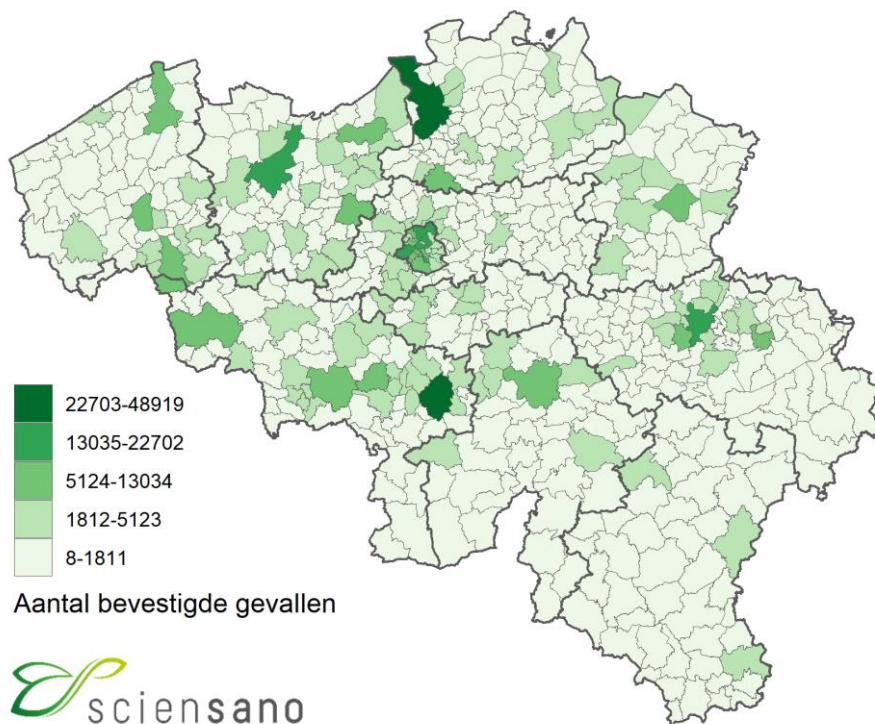 22703-48919
13035-22702
5124-13034
1812-5123
8-1811
Aantal bevestigde gevallen
sciensano